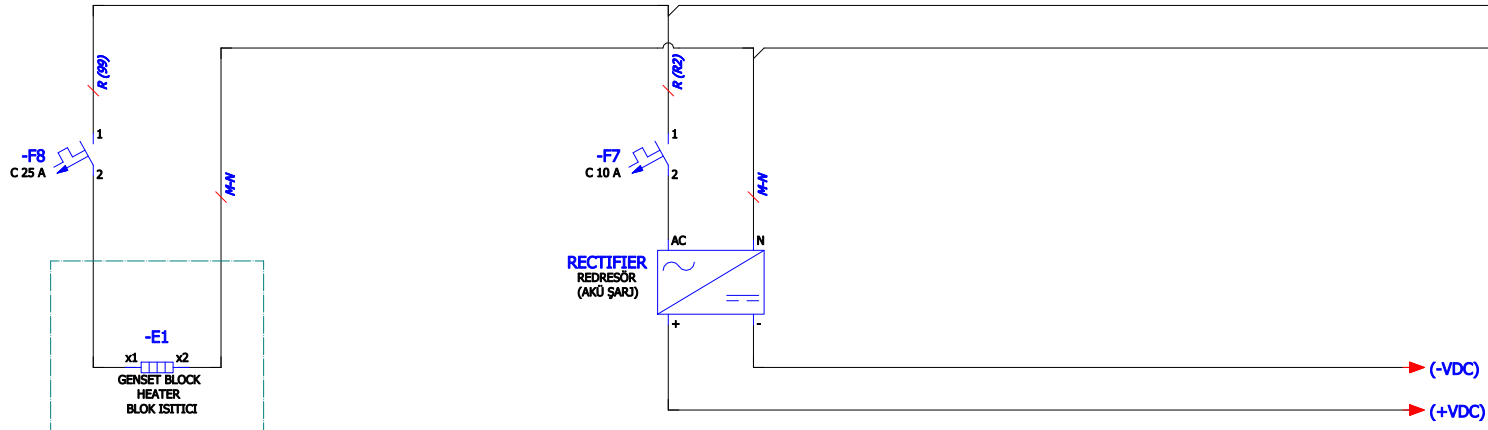 R (99)
R (R2)
1
1
-F8
C 25 A
-F7
C 10 A
2
2
M-N
M-N
AC
N
RECTIFIER
REDRESÖR
(AKÜ ŞARJ)
+
-
-E1
x1
x2
GENSET BLOCK
HEATER
BLOK ISITICI
(-VDC)
(+VDC)